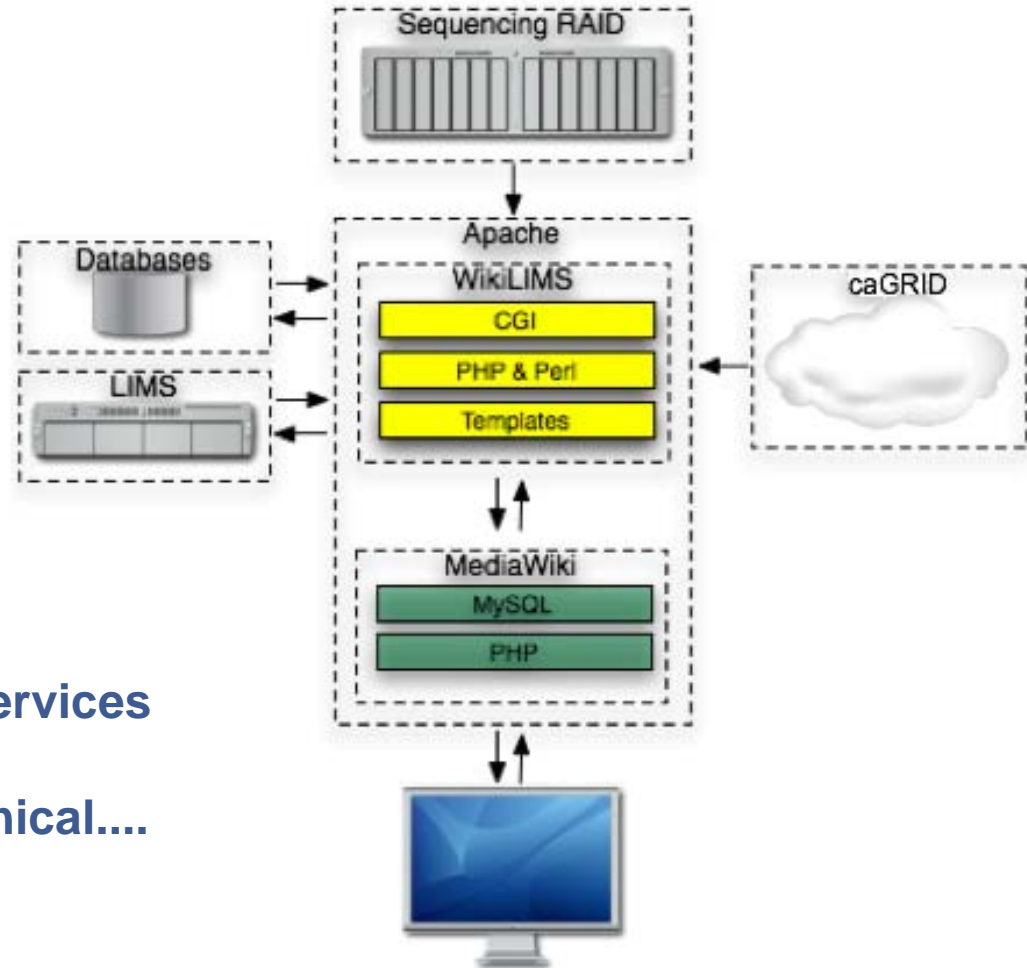 Sequencing RAID
Apache
Databases
WikiLIMS
caGRID
CGI
PHP & Perl
LIMS
Templates
MediaWiki
MySQL
PHP
ervices
nical....